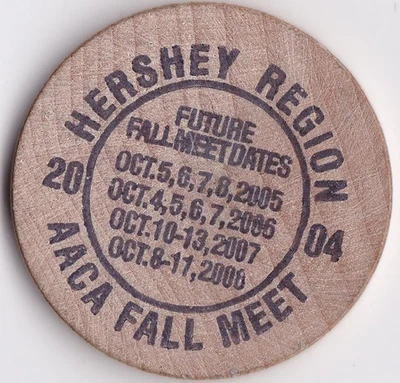 HERSHEY REGION
20 04
FUTURE
FALL MEET DATES
OCT. 5, 6, 7, 8, 2005
OCT. 4, 5, 6, 7, 2006
OCT. 10-13, 2007
OCT. 8-11, 2008
AACA FALL MEET